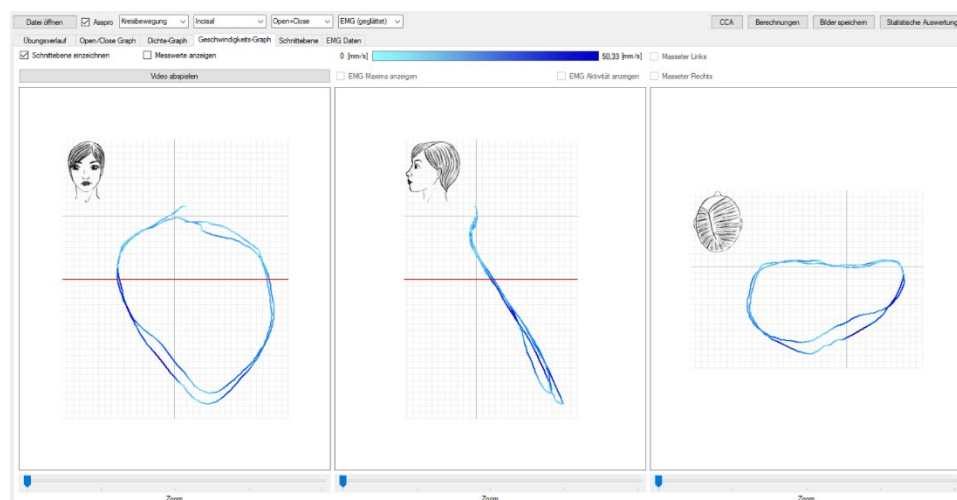 Datei öffnen Asspro Kreisbewegung Incisal Open+Close EMG (geglättet) CCA Berechnungen Bilder speichern Statistische Auswertung
Übungsverlauf Open/Close Graph Dichte-Graph Geschwindigkeits-Graph Schnittebene EMG Daten
Schnittebene einzeichnen Messwerte anzeigen 0 [mm/s] 50,33 [mm/s] Masseter Links
Video abspielen EMG Maxima anzeigen EMG Aktivität anzeigen Masseter Rechts
Zoom Zoom Zoom